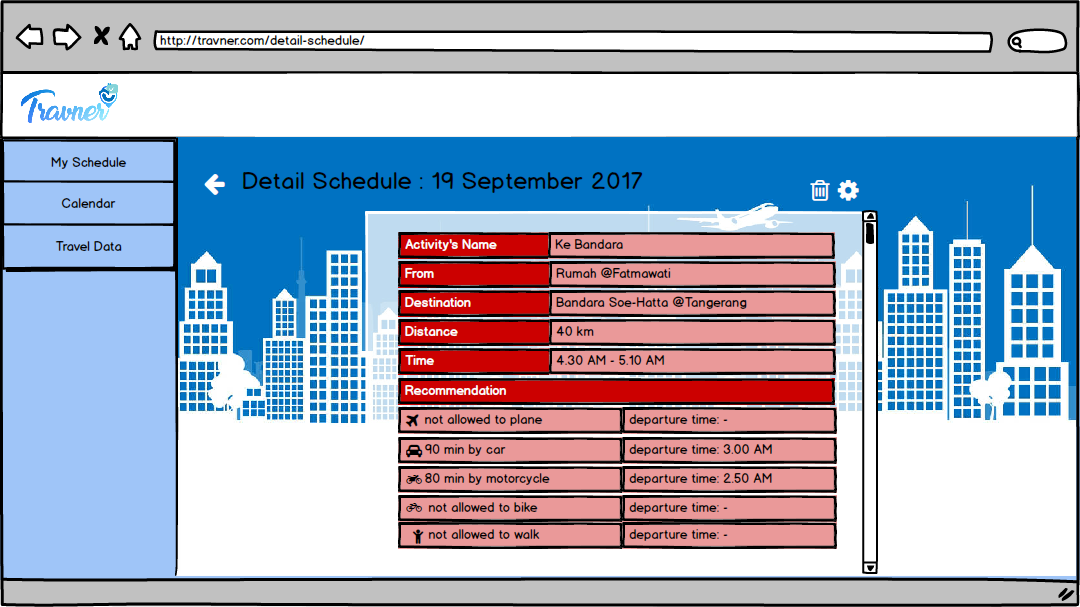 http://travner.com/detail-schedule/
Travner
My Schedule
Calendar
Travel Data
Detail Schedule : 19 September 2017
Activity's Name Ke Bandara
From Rumah @Fatmawati
Destination Bandara Soe-Hatta @Tangerang
Distance 40 km
Time 4.30 AM - 5.10 AM
Recommendation
not allowed to plane departure time: -
90 min by car departure time: 3.00 AM
80 min by motorcycle departure time: 2.50 AM
not allowed to bike departure time: -
not allowed to walk departure time: -